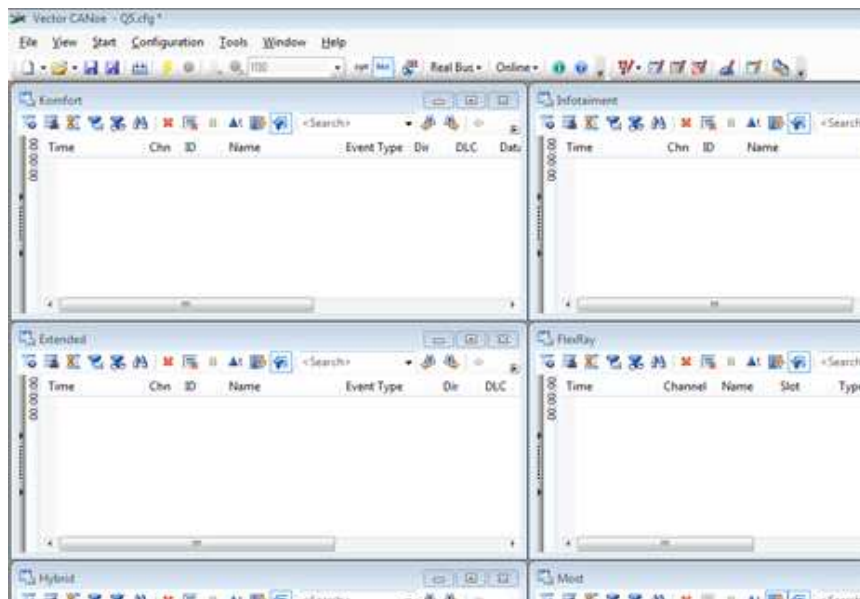 Vector CANoe - Q5.cfg *
File View Start Configuration Tools Window Help
Real Bus Online
Komfort
<Search>
Time Chn ID Name Event Type Dir DLC Data
Infotaiment
<Search
Time Chn ID Name
Extended
<Search>
Time Chn ID Name Event Type Dir DLC
FlexRay
<Search
Time Channel Name Slot Typ
Hybrid
Most